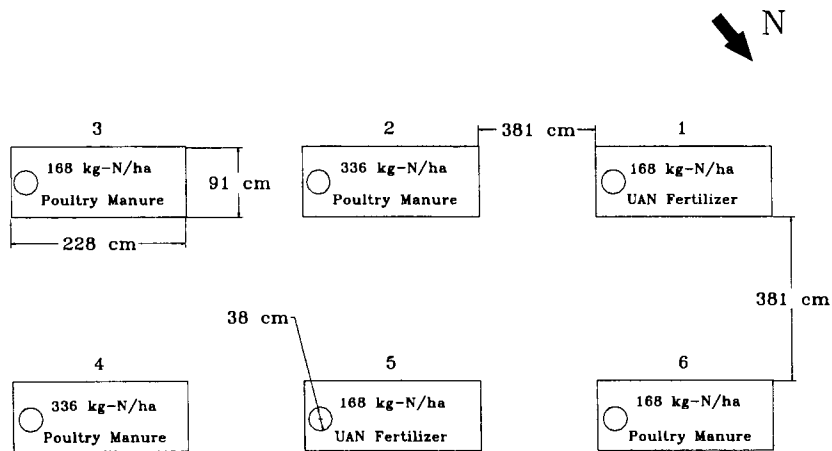 N
3
2
381 cm
1
168 kg-N/ha
Poultry Manure
91 cm
336 kg-N/ha
Poultry Manure
168 kg-N/ha
UAN Fertilizer
228 cm
381 cm
38 cm
4
5
6
336 kg-N/ha
Poultry Manure
168 kg-N/ha
UAN Fertilizer
168 kg-N/ha
Poultry Manure